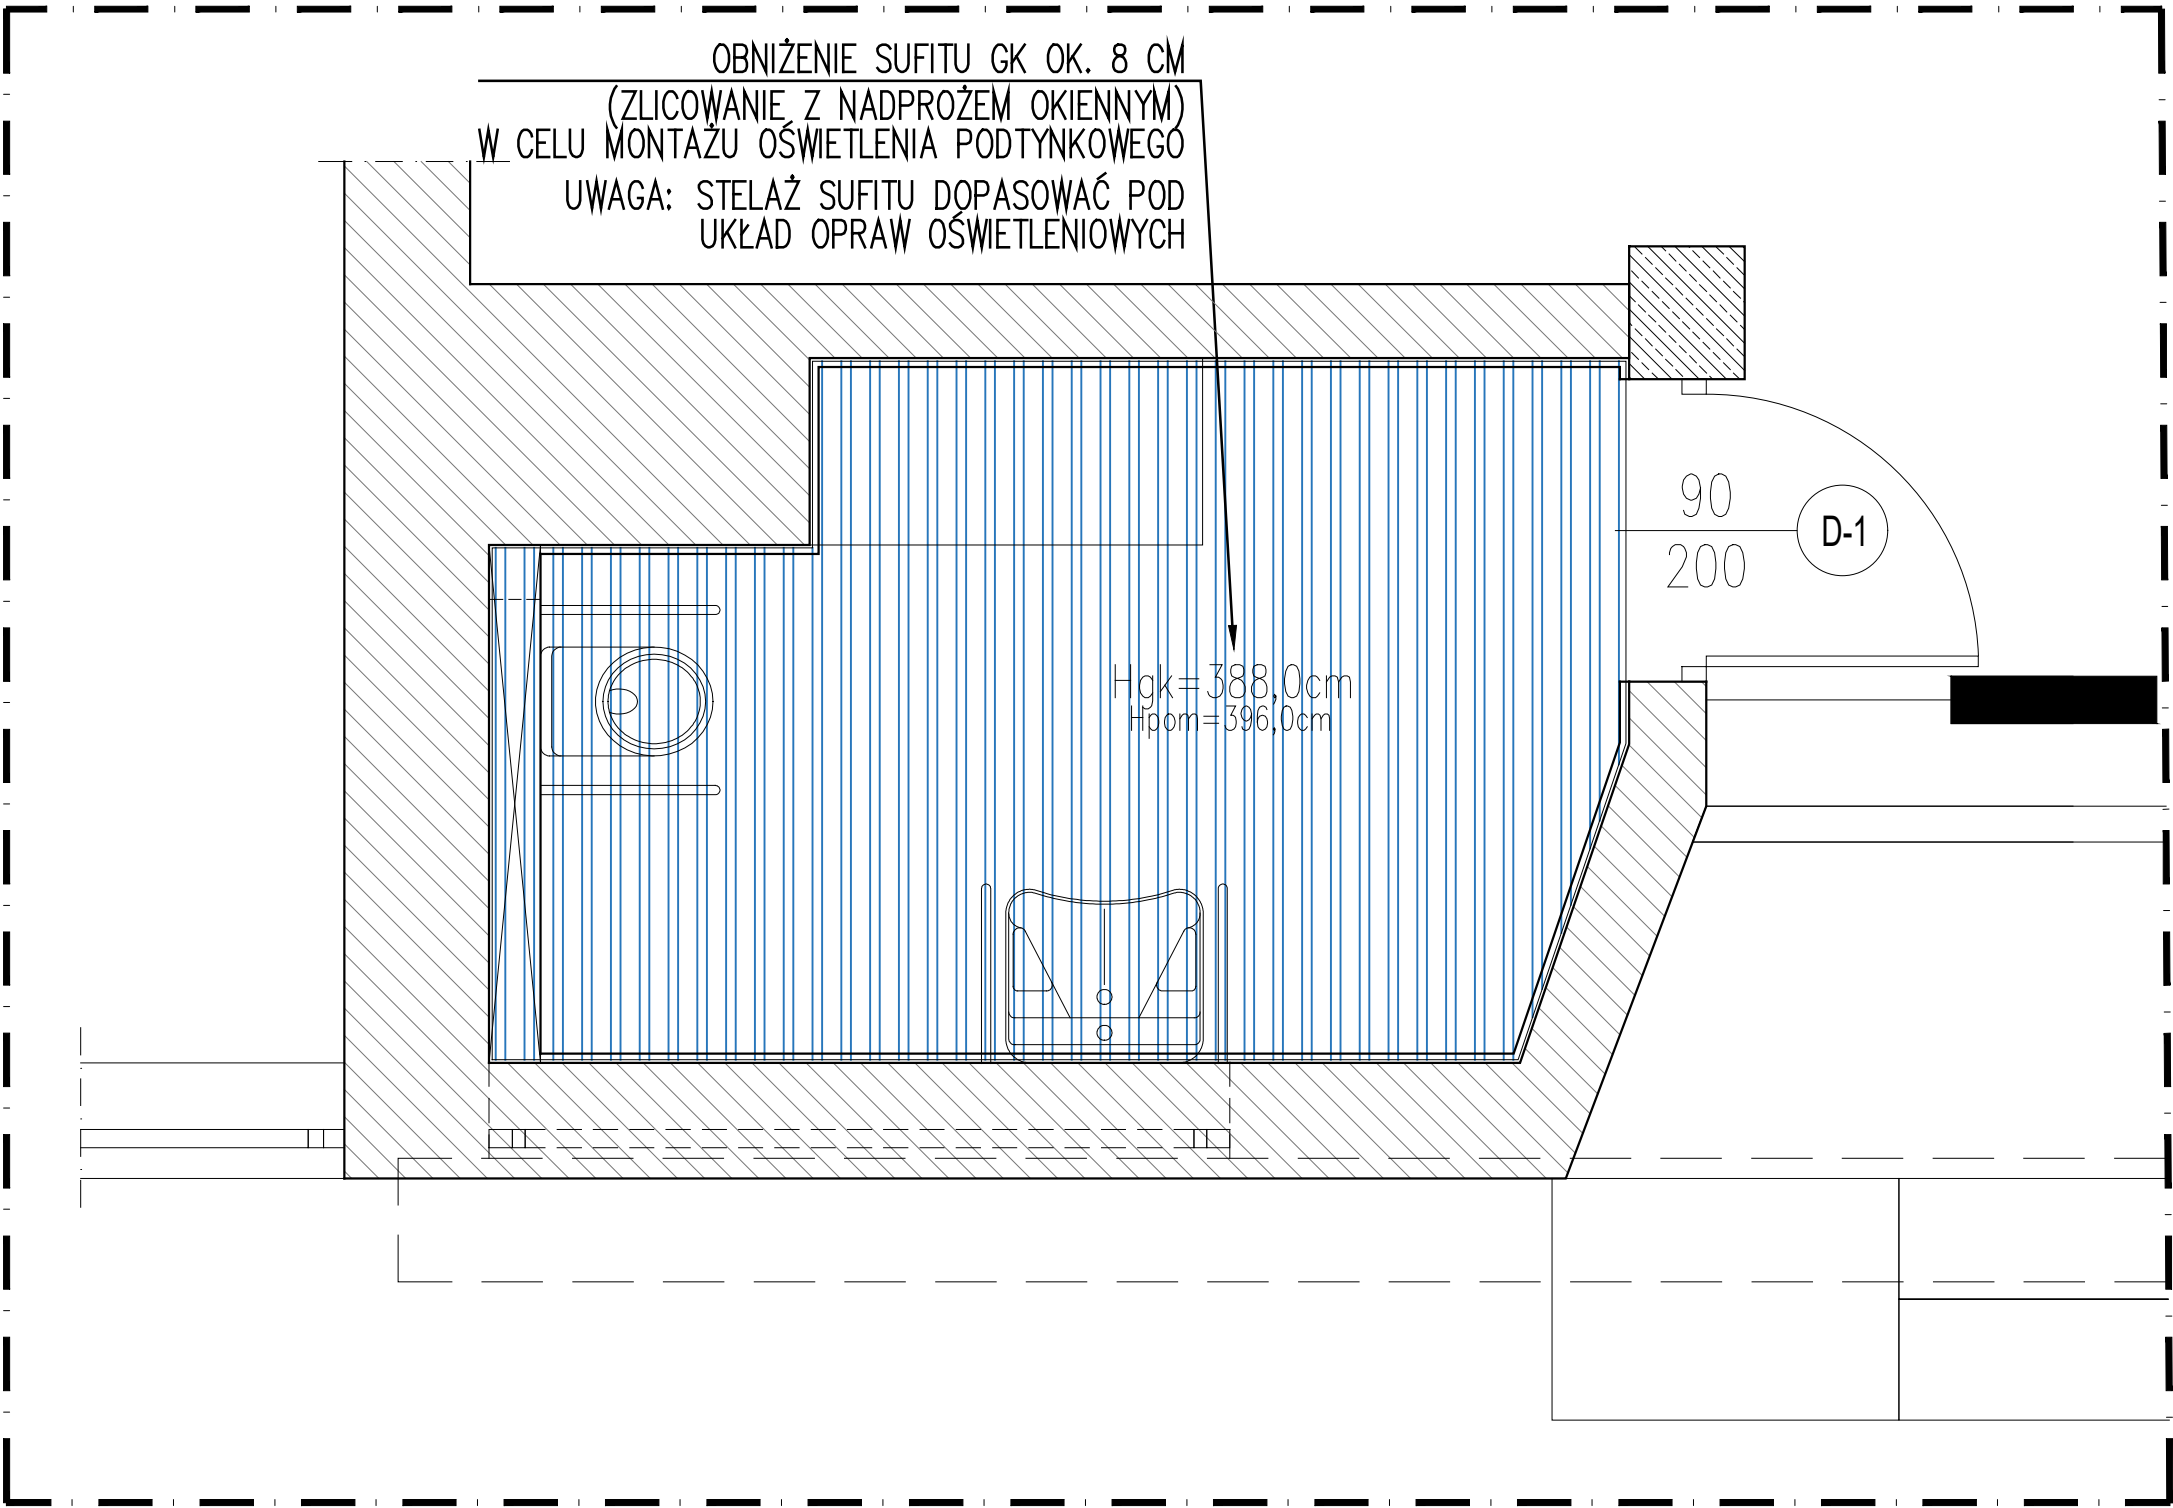 OBNIŻENIE SUFITU GK OK. 8 CM
(ZLICOWANIE Z NADPROŻEM OKIENNYM)
W CELU MONTAŻU OŚWIETLENIA PODTYNKOWEGO
UWAGA: STELAŻ SUFITU DOPASOWAĆ POD
UKŁAD OPRAW OŚWIETLENIOWYCH
90
200
D-1
Hgk=388,0cm
Hpom=396,0cm